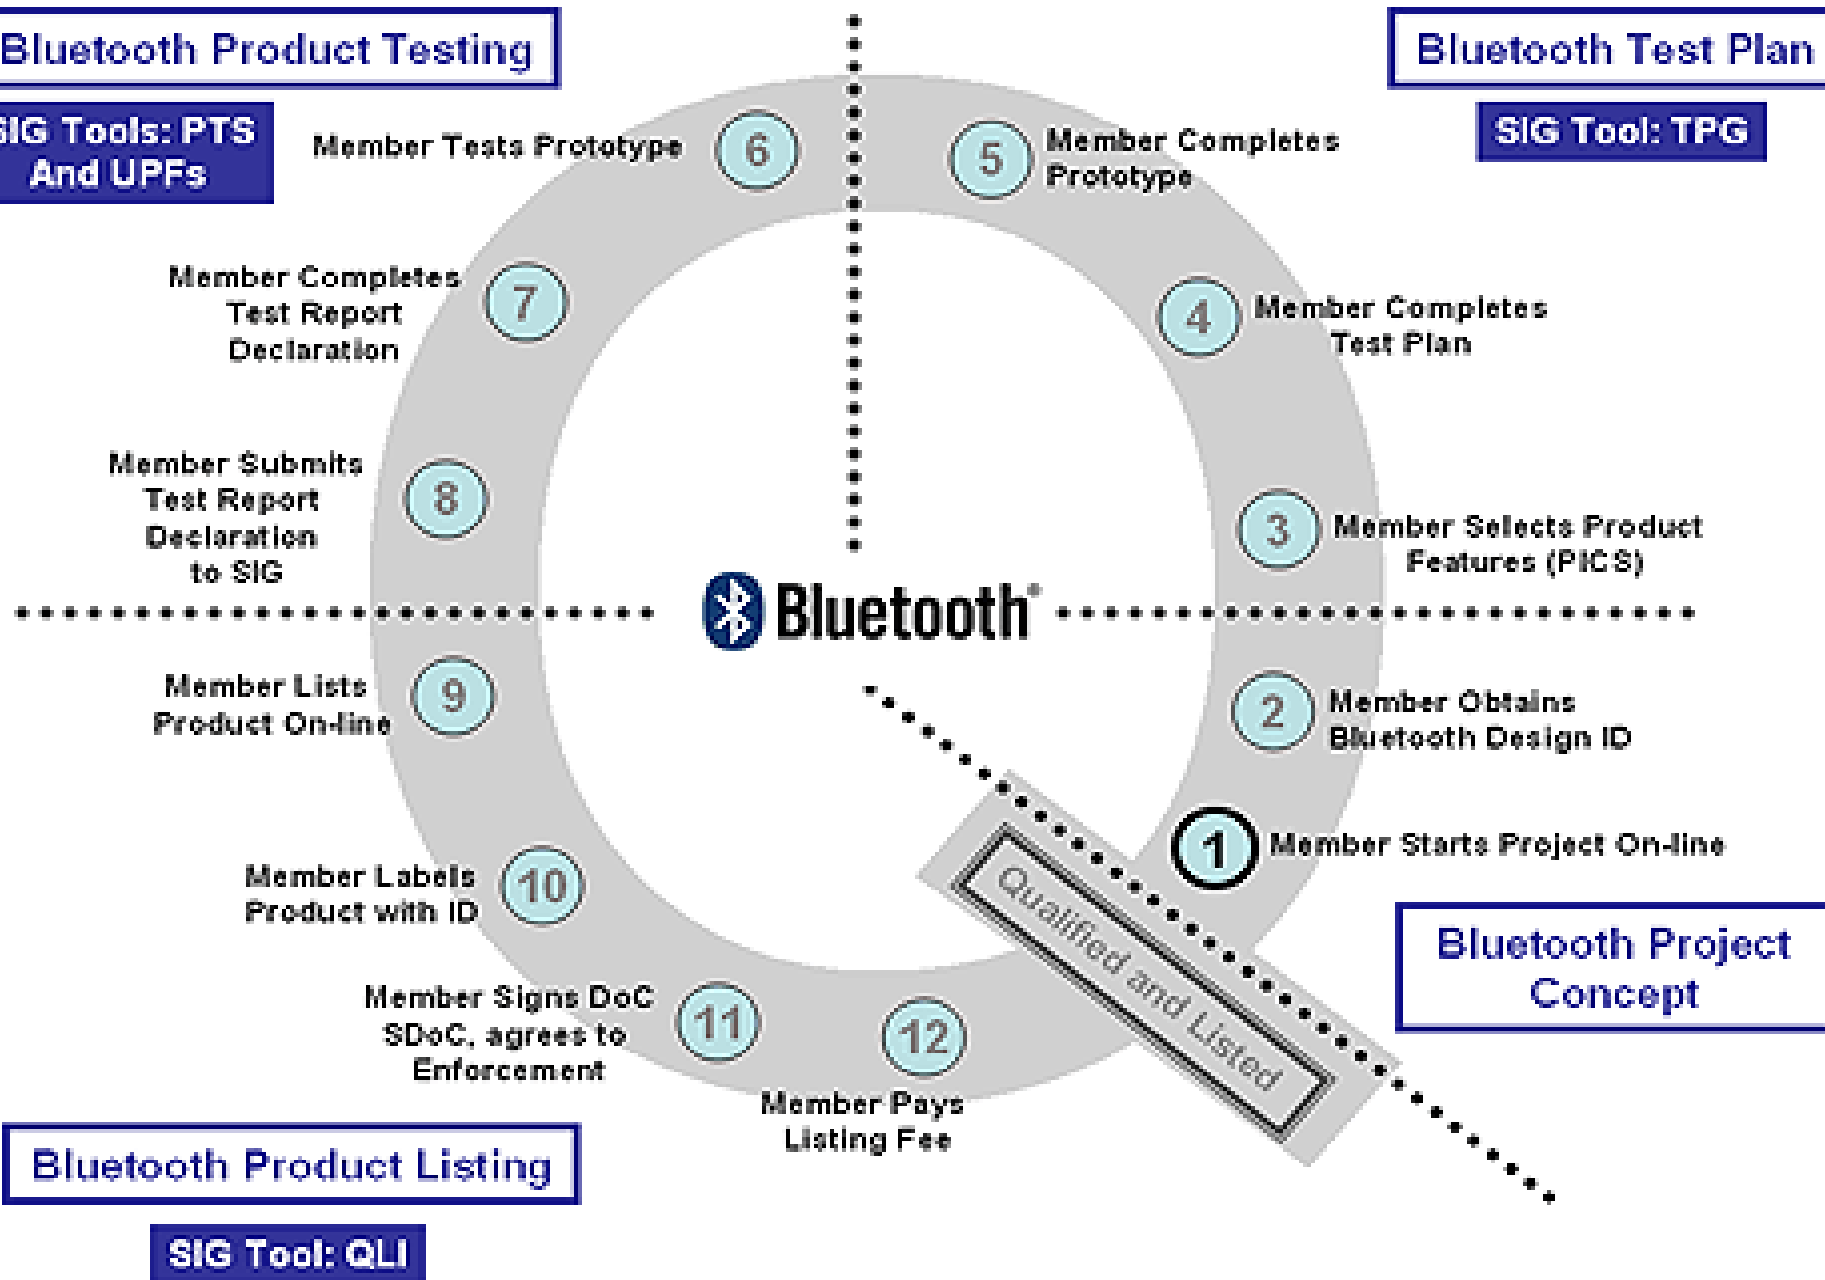 Bluetooth Product Testing
SIG Tools: PTS
And UPFs
Bluetooth Test Plan
SIG Tool: TPG
Member Tests Prototype
6
5
Member Completes
Prototype
Member Completes
Test Report
Declaration
7
4
Member Completes
Test Plan
Member Submits
Test Report
Declaration
to SIG
8
3
Member Selects Product
Features (PICS)
Bluetooth®
Member Lists
Product On-line
9
2
Member Obtains
Bluetooth Design ID
1
Member Starts Project On-line
Member Labels
Product with ID
10
Qualified and Listed
Bluetooth Project
Concept
Member Signs DoC
SDoC, agrees to
Enforcement
11
12
Member Pays
Listing Fee
Bluetooth Product Listing
SIG Tool: QLI